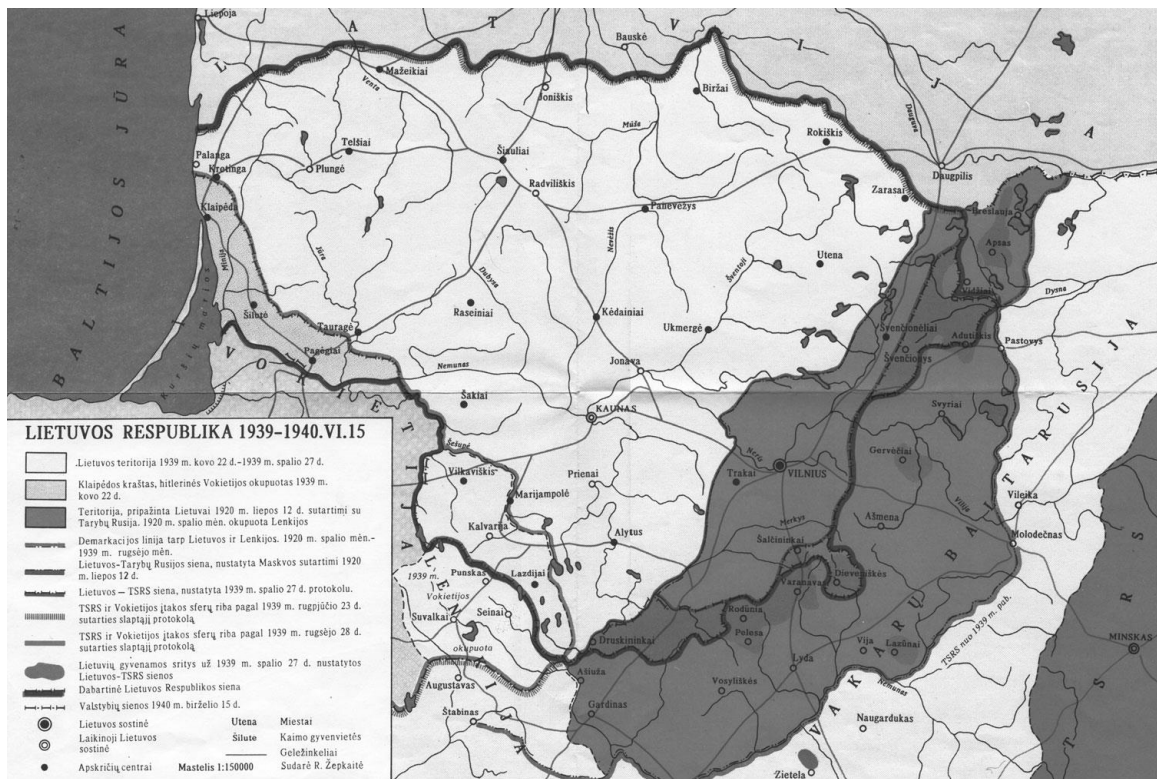 Liepoja
L A T V I J A
Bauskė
Mažeikiai
Venta
Joniškis
Biržai
Mūša
Rokiškis
Dauguva
Daugpilis
BALTIJOS JŪRA
Palanga
Kretinga
Plungė
Telšiai
Šiauliai
Radviliškis
Panevėžys
Zarasai
Breslauja
Apsas
Klaipėda
Minija
Jūra
Dubysa
Nevėžis
Šventoji
Utena
Vidžiai
Dysna
Kuršių marios
Šilutė
Tauragė
Raseiniai
Kėdainiai
Ukmergė
Švenčionėliai
Švenčionys
Adutiškis
Pastovys
Pagėgiai
Nemunas
Jonava
Šakiai
KAUNAS
Svyriai
VOKIETIJA
LIETUVOS RESPUBLIKA 1939–1940.VI.15
Lietuvos teritorija 1939 m. kovo 22 d.–1939 m. spalio 27 d.
Klaipėdos kraštas, hitlerinės Vokietijos okupuotas 1939 m.
kovo 22 d.
Teritorija, pripažinta Lietuvai 1920 m. liepos 12 d. sutartimi su
Tarybų Rusija. 1920 m. spalio mėn. okupuota Lenkijos
Demarkacijos linija tarp Lietuvos ir Lenkijos. 1920 m. spalio mėn.–
1939 m. rugsėjo mėn.
Lietuvos–Tarybų Rusijos siena, nustatyta Maskvos sutartimi 1920
m. liepos 12 d.
Lietuvos — TSRS siena, nustatyta 1939 m. spalio 27 d. protokolu.
TSRS ir Vokietijos įtakos sferų riba pagal 1939 m. rugpjūčio 23 d.
sutarties slaptąjį protokolą
TSRS ir Vokietijos įtakos sferų riba pagal 1939 m. rugsėjo 28 d.
sutarties slaptąjį protokolą
Lietuvių gyvenamos sritys už 1939 m. spalio 27 d. nustatytos
Lietuvos-TSRS sienos
Dabartinė Lietuvos Respublikos siena
Valstybių sienos 1940 m. birželio 15 d.
Lietuvos sostinė
Laikinoji Lietuvos
sostinė
Apskričių centrai
Utena Miestai
Šilutė Kaimo gyvenvietės
Geležinkeliai
Mastelis 1:150000 Sudarė R. Žepkaitė
Šešupė
Vilkaviškis
Marijampolė
Prienai
Neris
Trakai
VILNIUS
Gervėčiai
Kalvarija
Alytus
Merkys
Ašmena
Vilija
Vileika
Molodečnas
Šalčininkai
Punskas
Lazdijai
1939 m.
Vokietijos
okupuota
Seinai
Suvalkai
Varanavas
Dieveniškės
Druskininkai
Rodūnia
Pelesa
Vija
Lazūnai
Lyda
Augustavas
Ašiuža
Vosyliškės
Štabinas
Gardinas
Nemunas
Naugardukas
Zietela
MINSKAS
TSRS nuo 1939 m. pab.
VAKARŲ BALTARUSIJA
TSRS